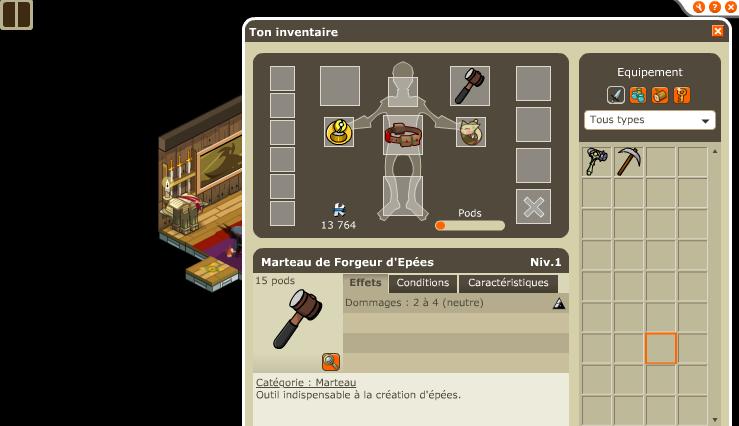 Ton inventaire
Equipement
Tous types
13 764
Pods
Marteau de Forgeur d'Epées
Niv.1
15 pods
Effets
Conditions
Caractéristiques
Dommages : 2 à 4 (neutre)
Catégorie : Marteau
Outil indispensable à la création d'épées.